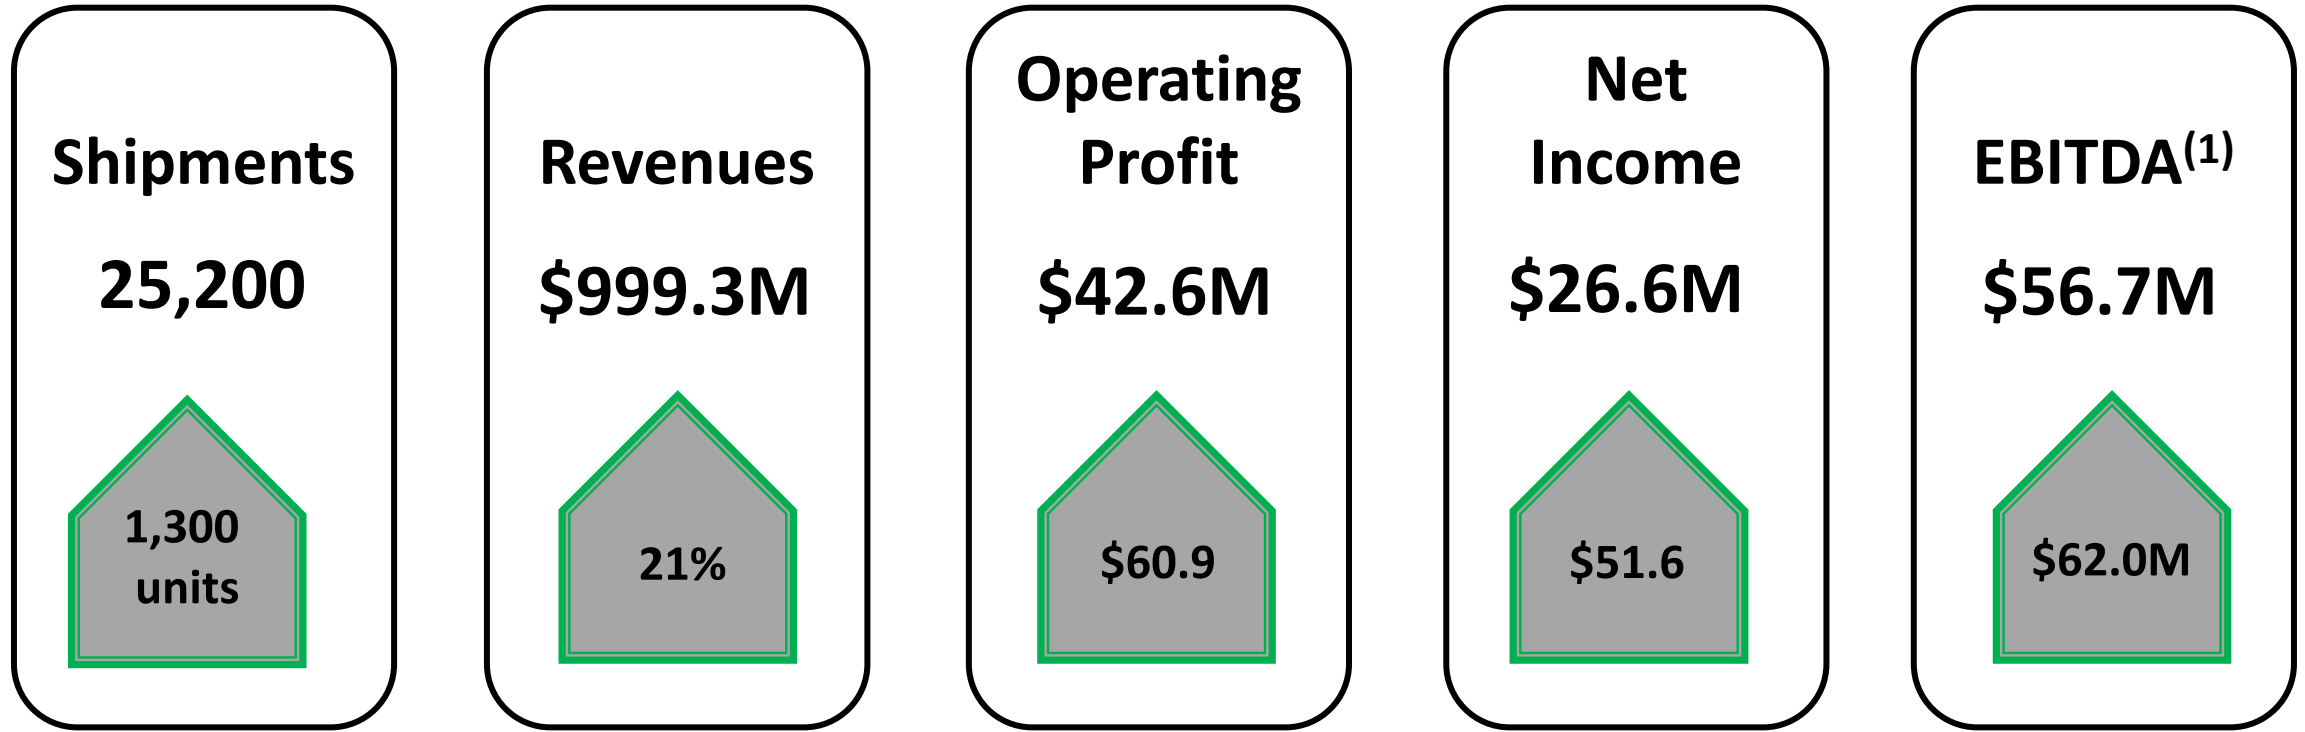 Shipments
25,200
1,300
units
Revenues
$999.3M
21%
Operating
Profit
$42.6M
$60.9
Net
Income
$26.6M
$51.6
EBITDA(1)
$56.7M
$62.0M